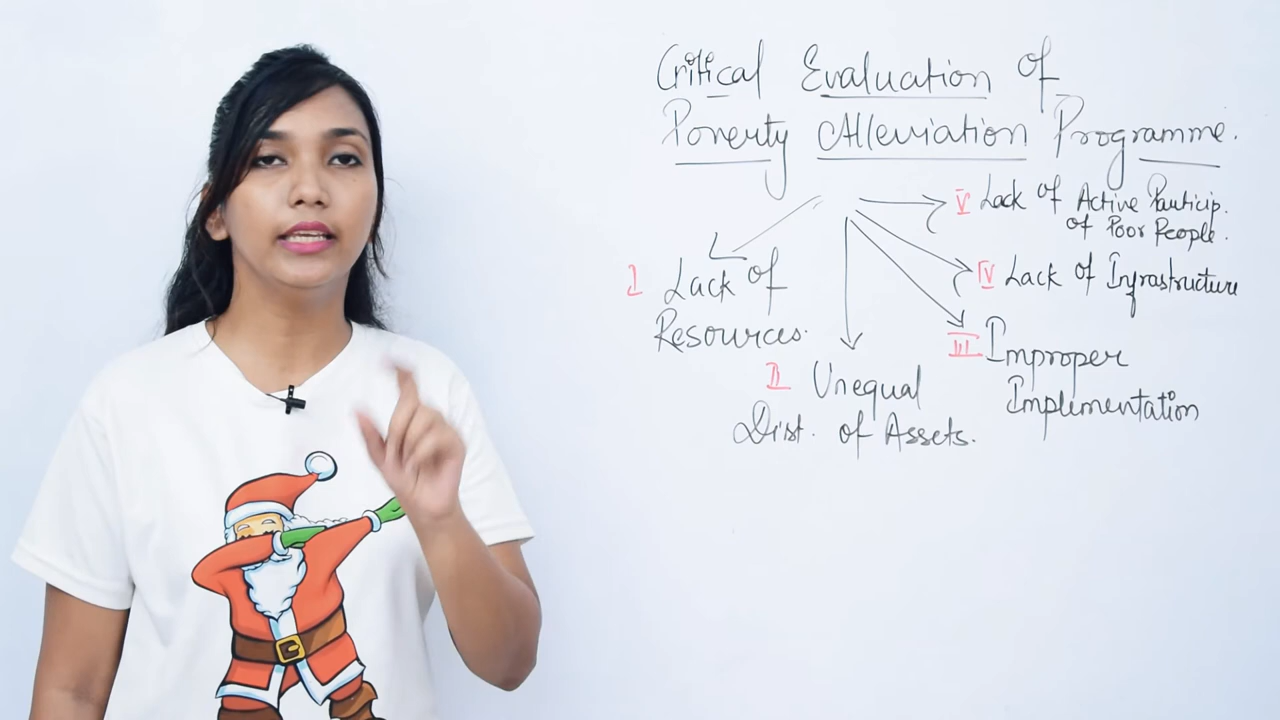 Critical Evaluation of
Poverty Alleviation Programme.
I Lack of
Resources.
II Unequal
Dist. of Assets.
III Improper
Implementation
IV Lack of Infrastructure
V Lack of Active Particip.
of Poor People.